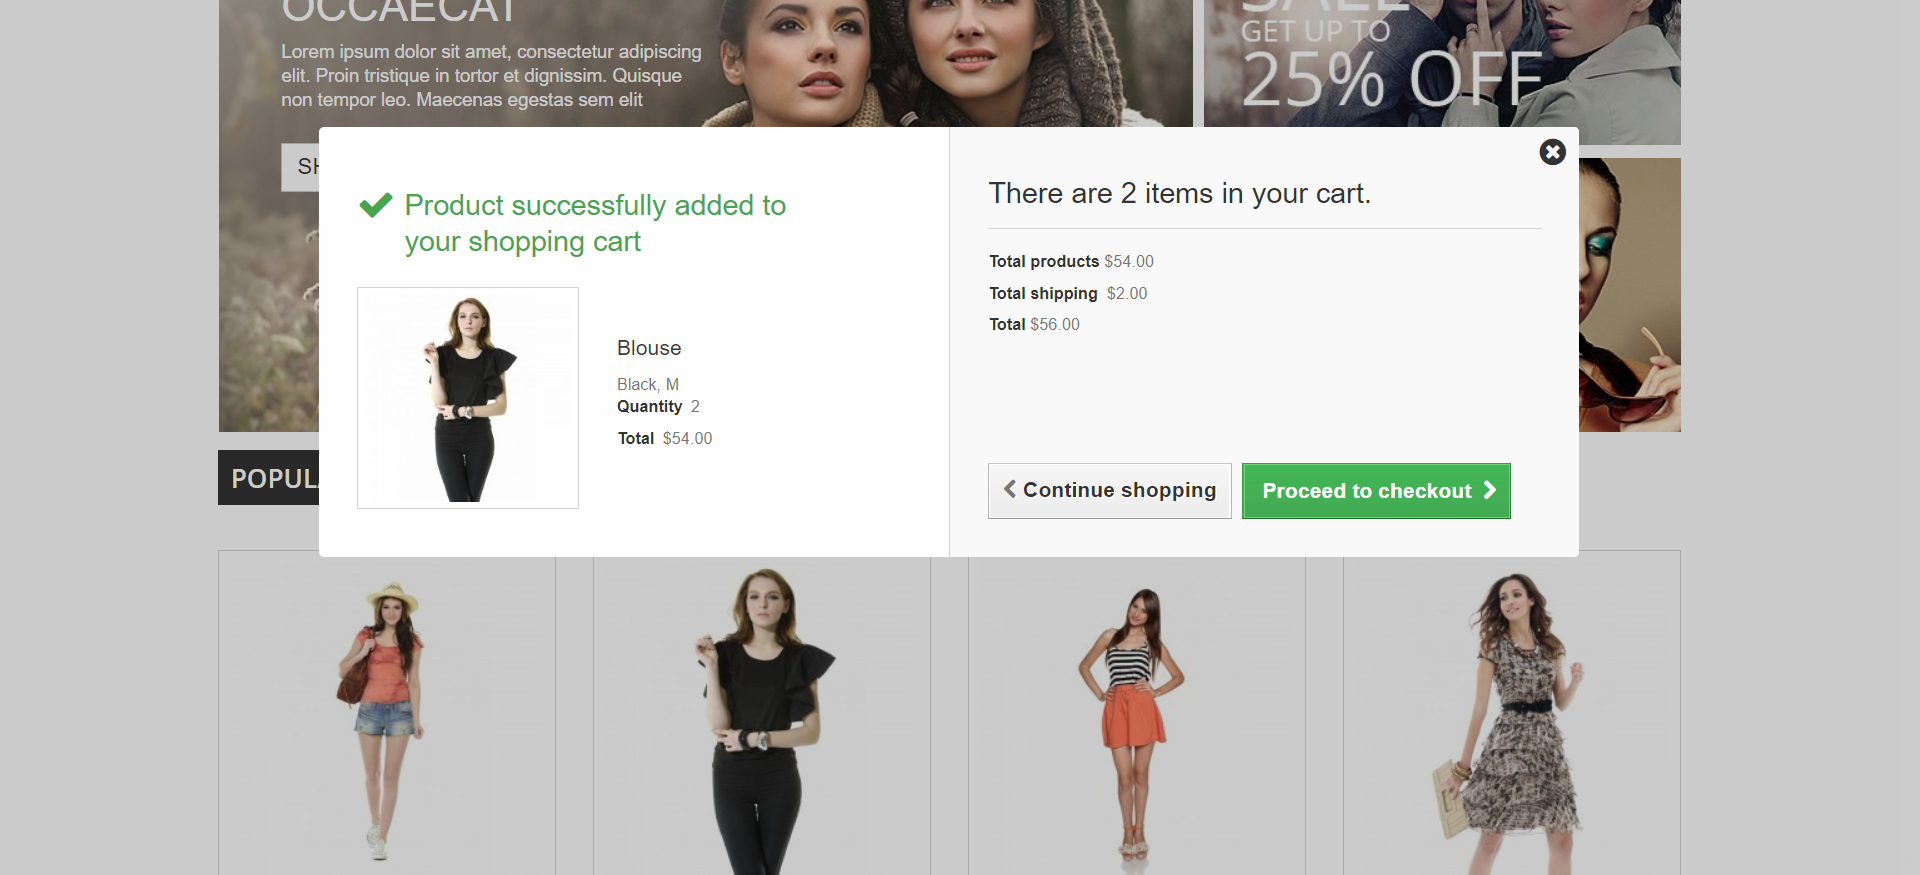 OCCAECAT
Lorem ipsum dolor sit amet, consectetur adipiscing
elit. Proin tristique in tortor et dignissim. Quisque
non tempor leo. Maecenas egestas sem elit
SALE
GET UP TO
25% OFF
Product successfully added to
your shopping cart
Blouse
Black, M
Quantity 2
Total $54.00
There are 2 items in your cart.
Total products $54.00
Total shipping $2.00
Total $56.00
Continue shopping
Proceed to checkout